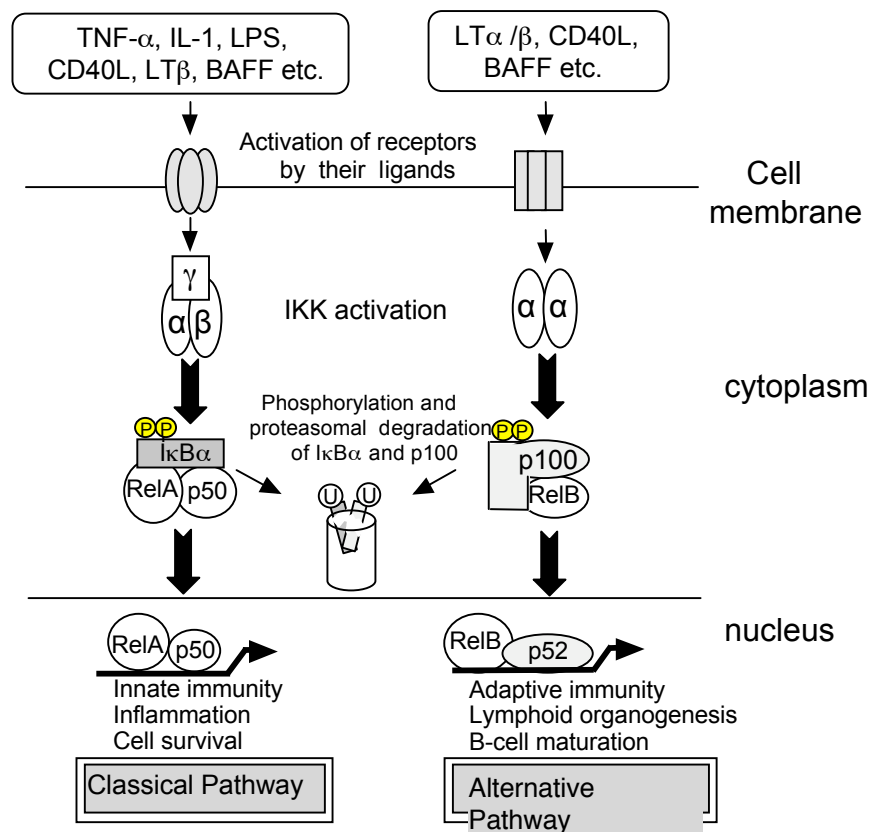 TNF-α, IL-1, LPS,
CD40L, LTβ, BAFF etc.
LTα /β, CD40L,
BAFF etc.
Activation of receptors
by their ligands
Cell
membrane
γ
α β
IKK activation
α α
cytoplasm
Phosphorylation and
proteasomal degradation
of IκBα and p100
P P
IκBα
RelA p50
P P
p100
RelB
U U
nucleus
RelA p50
RelB p52
Innate immunity
Inflammation
Cell survival
Adaptive immunity
Lymphoid organogenesis
B-cell maturation
Classical Pathway
Alternative
Pathway